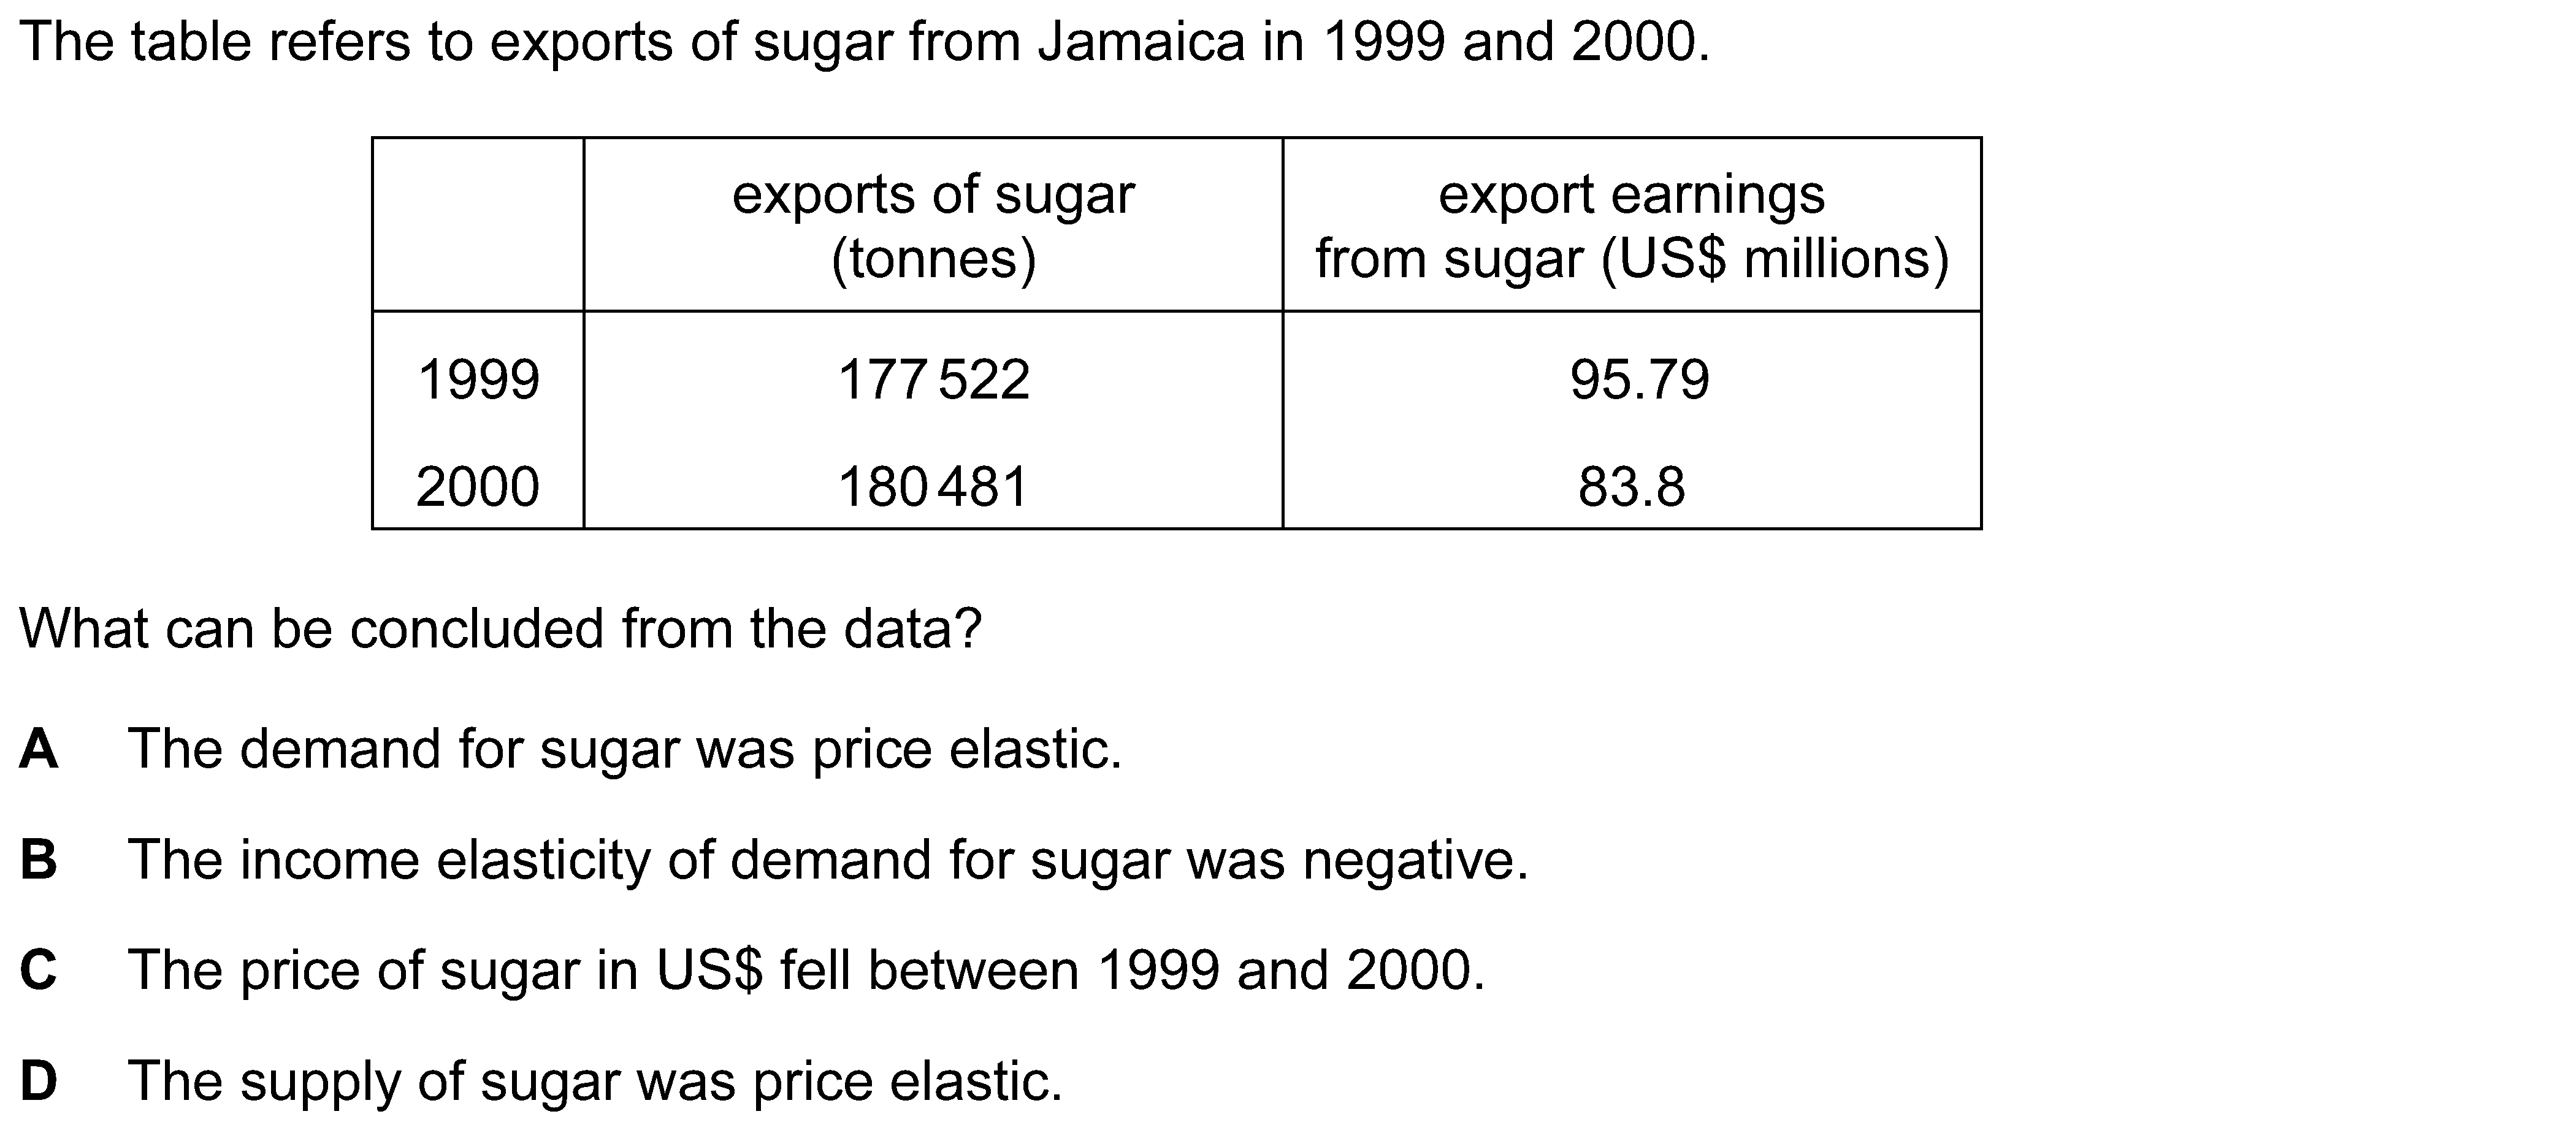 The table refers to exports of sugar from Jamaica in 1999 and 2000.
exports of sugar
(tonnes)
export earnings
from sugar (US$ millions)
1999 177 522 95.79
2000 180 481 83.8
What can be concluded from the data?
A The demand for sugar was price elastic.
B The income elasticity of demand for sugar was negative.
C The price of sugar in US$ fell between 1999 and 2000.
D The supply of sugar was price elastic.